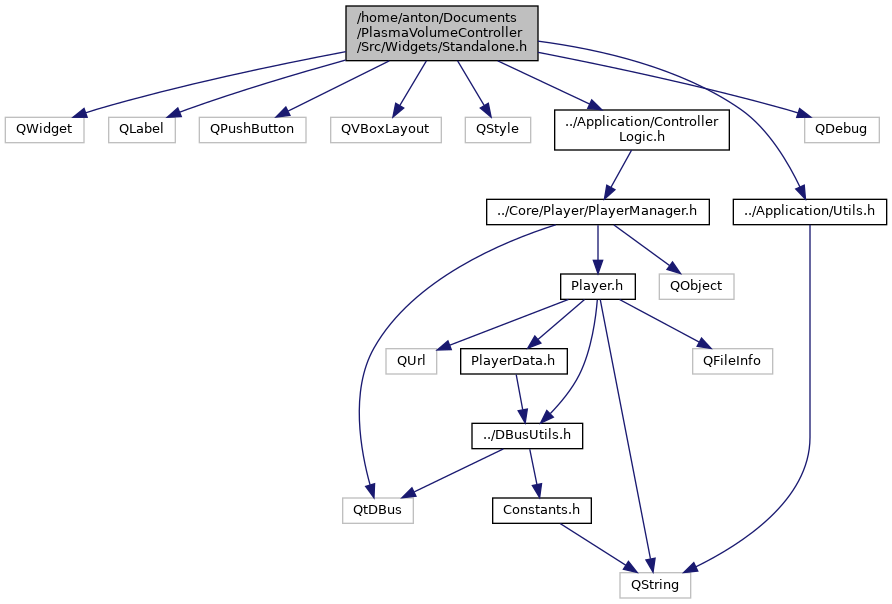 /home/anton/Documents
/PlasmaVolumeController
/Src/Widgets/Standalone.h
QWidget
QLabel
QPushButton
QVBoxLayout
QStyle
../Application/Controller
Logic.h
QDebug
../Core/Player/PlayerManager.h
../Application/Utils.h
Player.h
QObject
QUrl
PlayerData.h
QFileInfo
../DBusUtils.h
QtDBus
Constants.h
QString